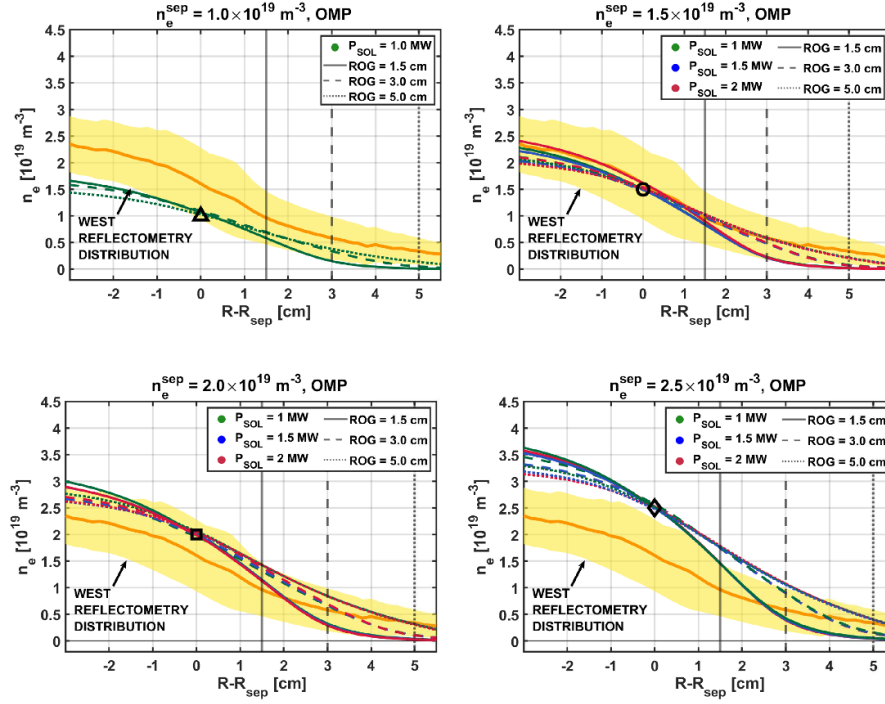 n_e^sep = 1.0×10^19 m^-3, OMP
4.5
4
3.5
3
2.5
2
1.5
1
0.5
0
n_e [10^19 m^-3]
P_SOL = 1.0 MW
ROG = 1.5 cm
ROG = 3.0 cm
ROG = 5.0 cm
WEST
REFLECTOMETRY
DISTRIBUTION
-2 -1 0 1 2 3 4 5
R-R_sep [cm]
n_e^sep = 1.5×10^19 m^-3, OMP
4.5
4
3.5
3
2.5
2
1.5
1
0.5
0
n_e [10^19 m^-3]
P_SOL = 1 MW ROG = 1.5 cm
P_SOL = 1.5 MW ROG = 3.0 cm
P_SOL = 2 MW ROG = 5.0 cm
WEST
REFLECTOMETRY
DISTRIBUTION
-2 -1 0 1 2 3 4 5
R-R_sep [cm]
n_e^sep = 2.0×10^19 m^-3, OMP
4.5
4
3.5
3
2.5
2
1.5
1
0.5
0
n_e [10^19 m^-3]
P_SOL = 1 MW ROG = 1.5 cm
P_SOL = 1.5 MW ROG = 3.0 cm
P_SOL = 2 MW ROG = 5.0 cm
WEST
REFLECTOMETRY
DISTRIBUTION
-2 -1 0 1 2 3 4 5
R-R_sep [cm]
n_e^sep = 2.5×10^19 m^-3, OMP
4.5
4
3.5
3
2.5
2
1.5
1
0.5
0
n_e [10^19 m^-3]
P_SOL = 1 MW ROG = 1.5 cm
P_SOL = 1.5 MW ROG = 3.0 cm
P_SOL = 2 MW ROG = 5.0 cm
WEST
REFLECTOMETRY
DISTRIBUTION
-2 -1 0 1 2 3 4 5
R-R_sep [cm]